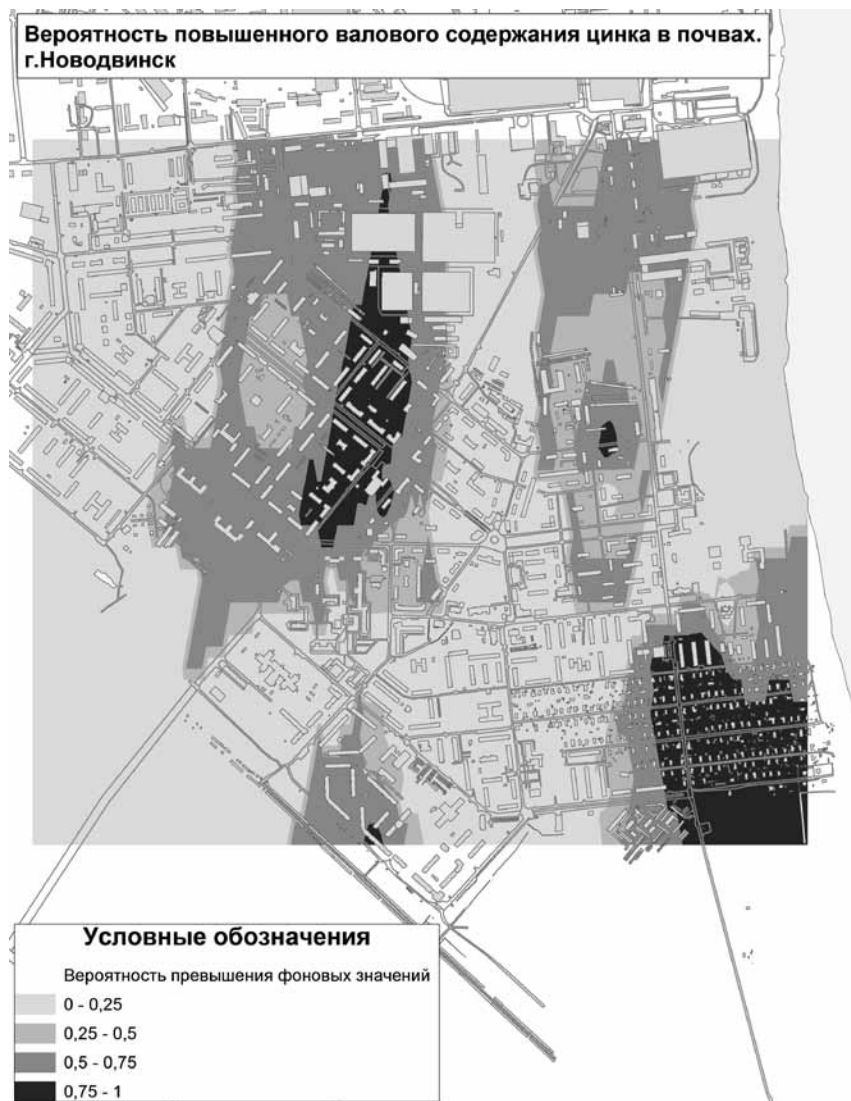 Вероятность повышенного валового содержания цинка в почвах.
г.Новодвинск
Условные обозначения
Вероятность превышения фоновых значений
0 - 0,25
0,25 - 0,5
0,5 - 0,75
0,75 - 1